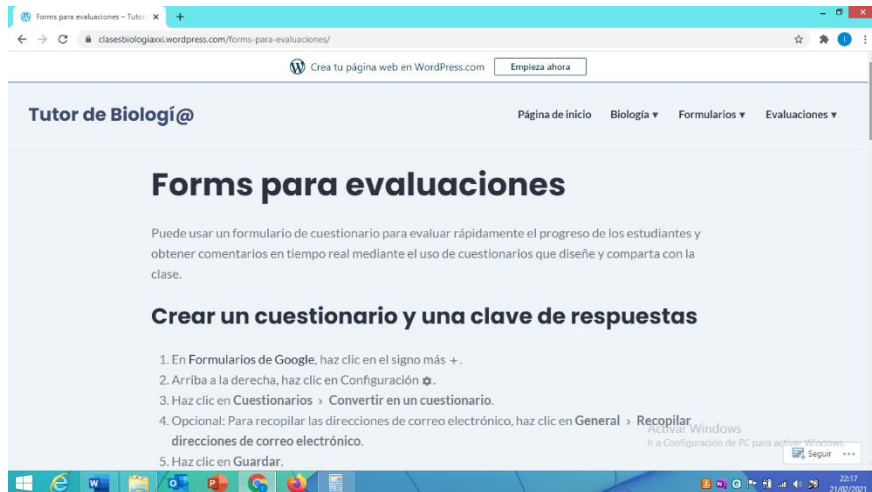 Forms para evaluaciones – Tutor
clasesbiologiaxxi.wordpress.com/forms-para-evaluaciones/
Crea tu página web en WordPress.com Empieza ahora
Tutor de Biologí@
Página de inicio Biología Formularios Evaluaciones
Forms para evaluaciones
Puede usar un formulario de cuestionario para evaluar rápidamente el progreso de los estudiantes y
obtener comentarios en tiempo real mediante el uso de cuestionarios que diseñe y comparta con la
clase.
Crear un cuestionario y una clave de respuestas
1. En Formularios de Google, haz clic en el signo más +.
2. Arriba a la derecha, haz clic en Configuración.
3. Haz clic en Cuestionarios › Convertir en un cuestionario.
4. Opcional: Para recopilar las direcciones de correo electrónico, haz clic en General › Recopilar
direcciones de correo electrónico.
5. Haz clic en Guardar.
Activar Windows
Ir a Configuración de PC para activar Windows.
Seguir
22:17
21/02/2021